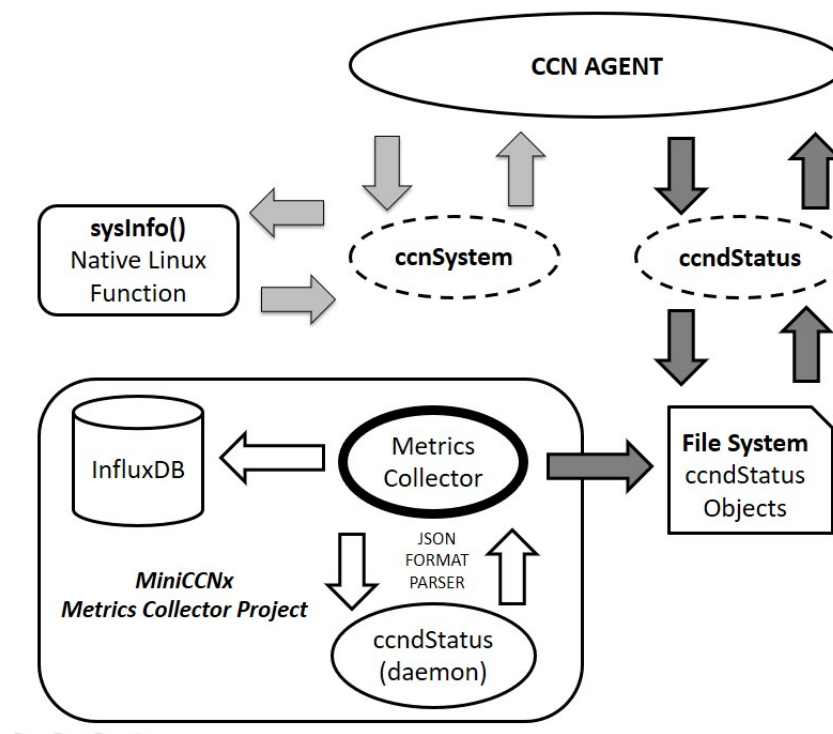 CCN AGENT
sysInfo()
Native Linux
Function
ccnSystem
ccndStatus
InfluxDB
Metrics
Collector
File System
ccndStatus
Objects
JSON
FORMAT
PARSER
MiniCCNx
Metrics Collector Project
ccndStatus
(daemon)